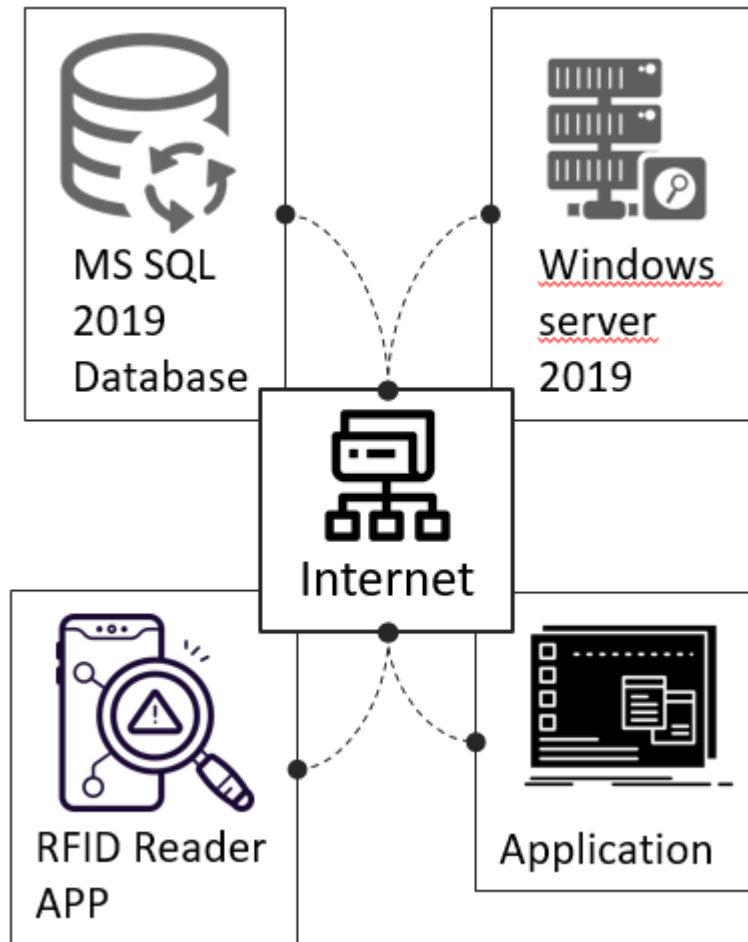 MS SQL
2019
Database
Windows
server
2019
Internet
RFID Reader
APP
Application